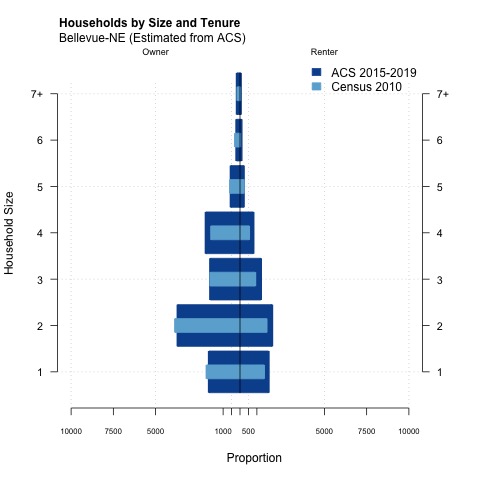 Households by Size and Tenure
Bellevue-NE (Estimated from ACS)
Owner Renter
ACS 2015-2019
Census 2010
7+ 7+
6 6
5 5
4 4
3 3
2 2
1 1
Household Size
10000 7500 5000 1000 500 5000 7500 10000
Proportion